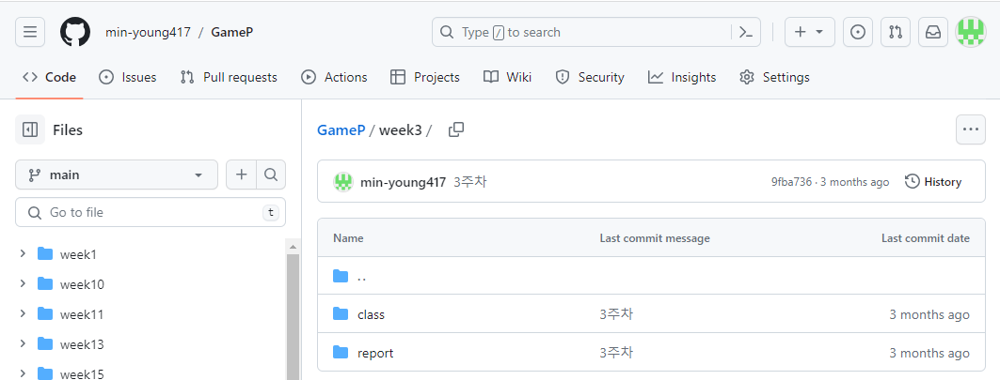 min-young417 / GameP
Type / to search
Code Issues Pull requests Actions Projects Wiki Security Insights Settings
Files
main
Go to file t
week1
week10
week11
week13
week15
GameP / week3 /
min-young417 3주차 9fba736 · 3 months ago History
Name Last commit message Last commit date
..
class 3주차 3 months ago
report 3주차 3 months ago